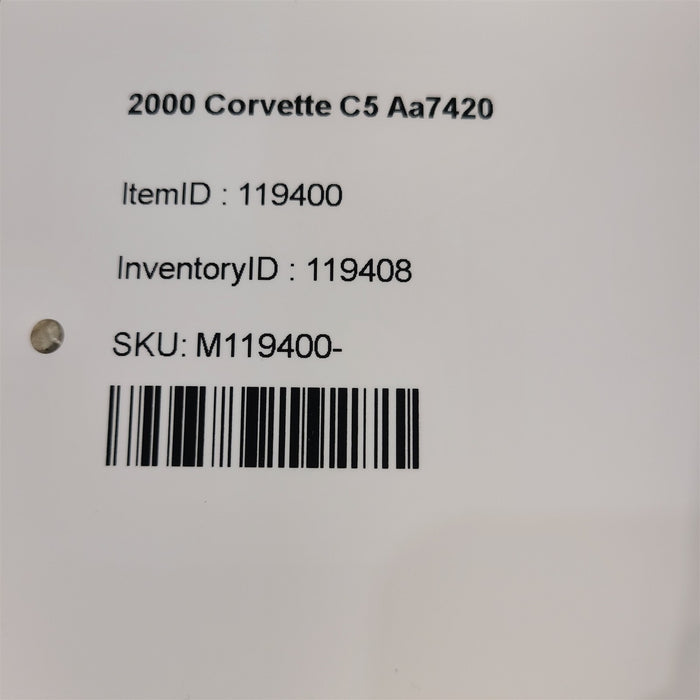 2000 Corvette C5 Aa7420
ItemID : 119400
InventoryID : 119408
SKU: M119400-